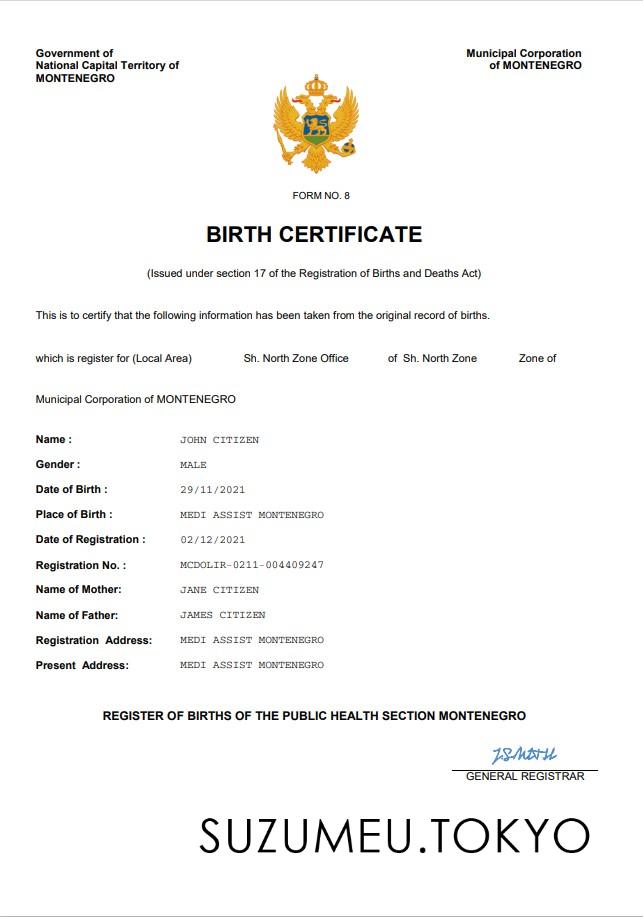 Government of
National Capital Territory of
MONTENEGRO
Municipal Corporation
of MONTENEGRO
FORM NO. 8
BIRTH CERTIFICATE
(Issued under section 17 of the Registration of Births and Deaths Act)
This is to certify that the following information has been taken from the original record of births.
which is register for (Local Area) Sh. North Zone Office of Sh. North Zone Zone of
Municipal Corporation of MONTENEGRO
Name : JOHN CITIZEN
Gender : MALE
Date of Birth : 29/11/2021
Place of Birth : MEDI ASSIST MONTENEGRO
Date of Registration : 02/12/2021
Registration No. : MCDOLIR-0211-004409247
Name of Mother: JANE CITIZEN
Name of Father: JAMES CITIZEN
Registration Address: MEDI ASSIST MONTENEGRO
Present Address: MEDI ASSIST MONTENEGRO
REGISTER OF BIRTHS OF THE PUBLIC HEALTH SECTION MONTENEGRO
GENERAL REGISTRAR
SUZUMEU.TOKYO